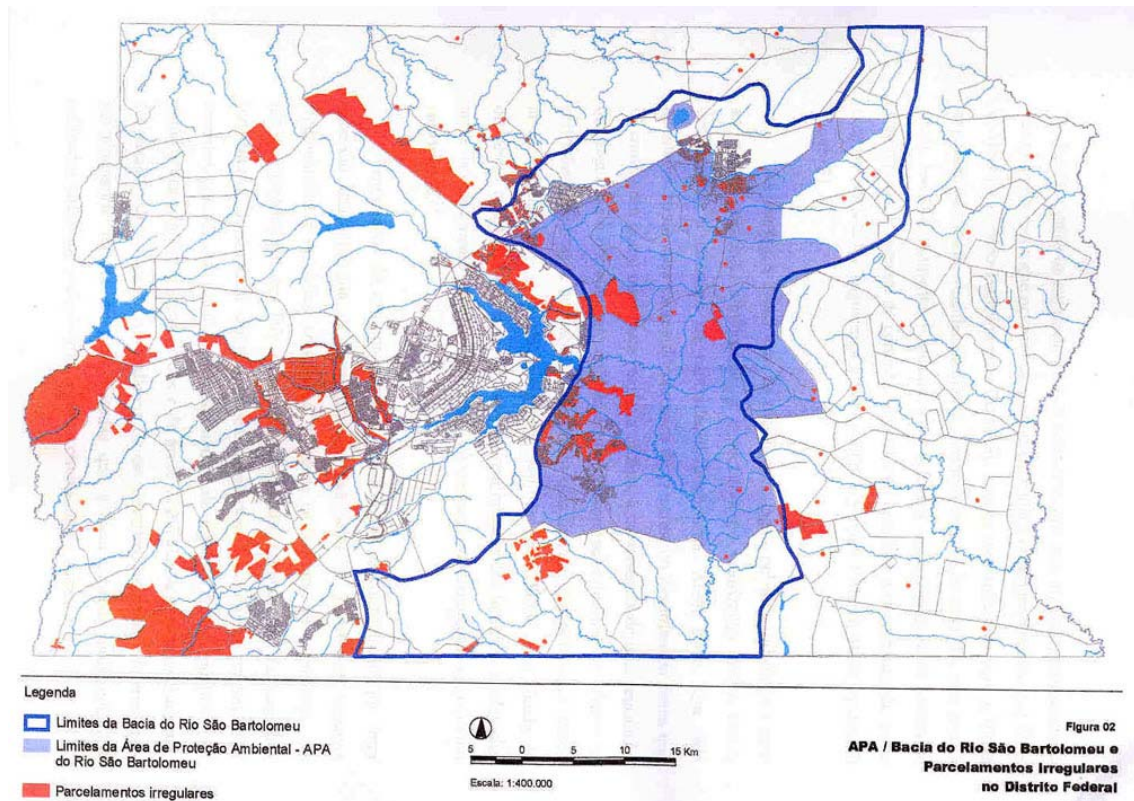 Legenda
Limites da Bacia do Rio São Bartolomeu
Limites da Área de Proteção Ambiental - APA
do Rio São Bartolomeu
Parcelamentos irregulares
5 0 5 10 15 Km
Escala: 1:400.000
Figura 02
APA / Bacia do Rio São Bartolomeu e
Parcelamentos Irregulares
no Distrito Federal